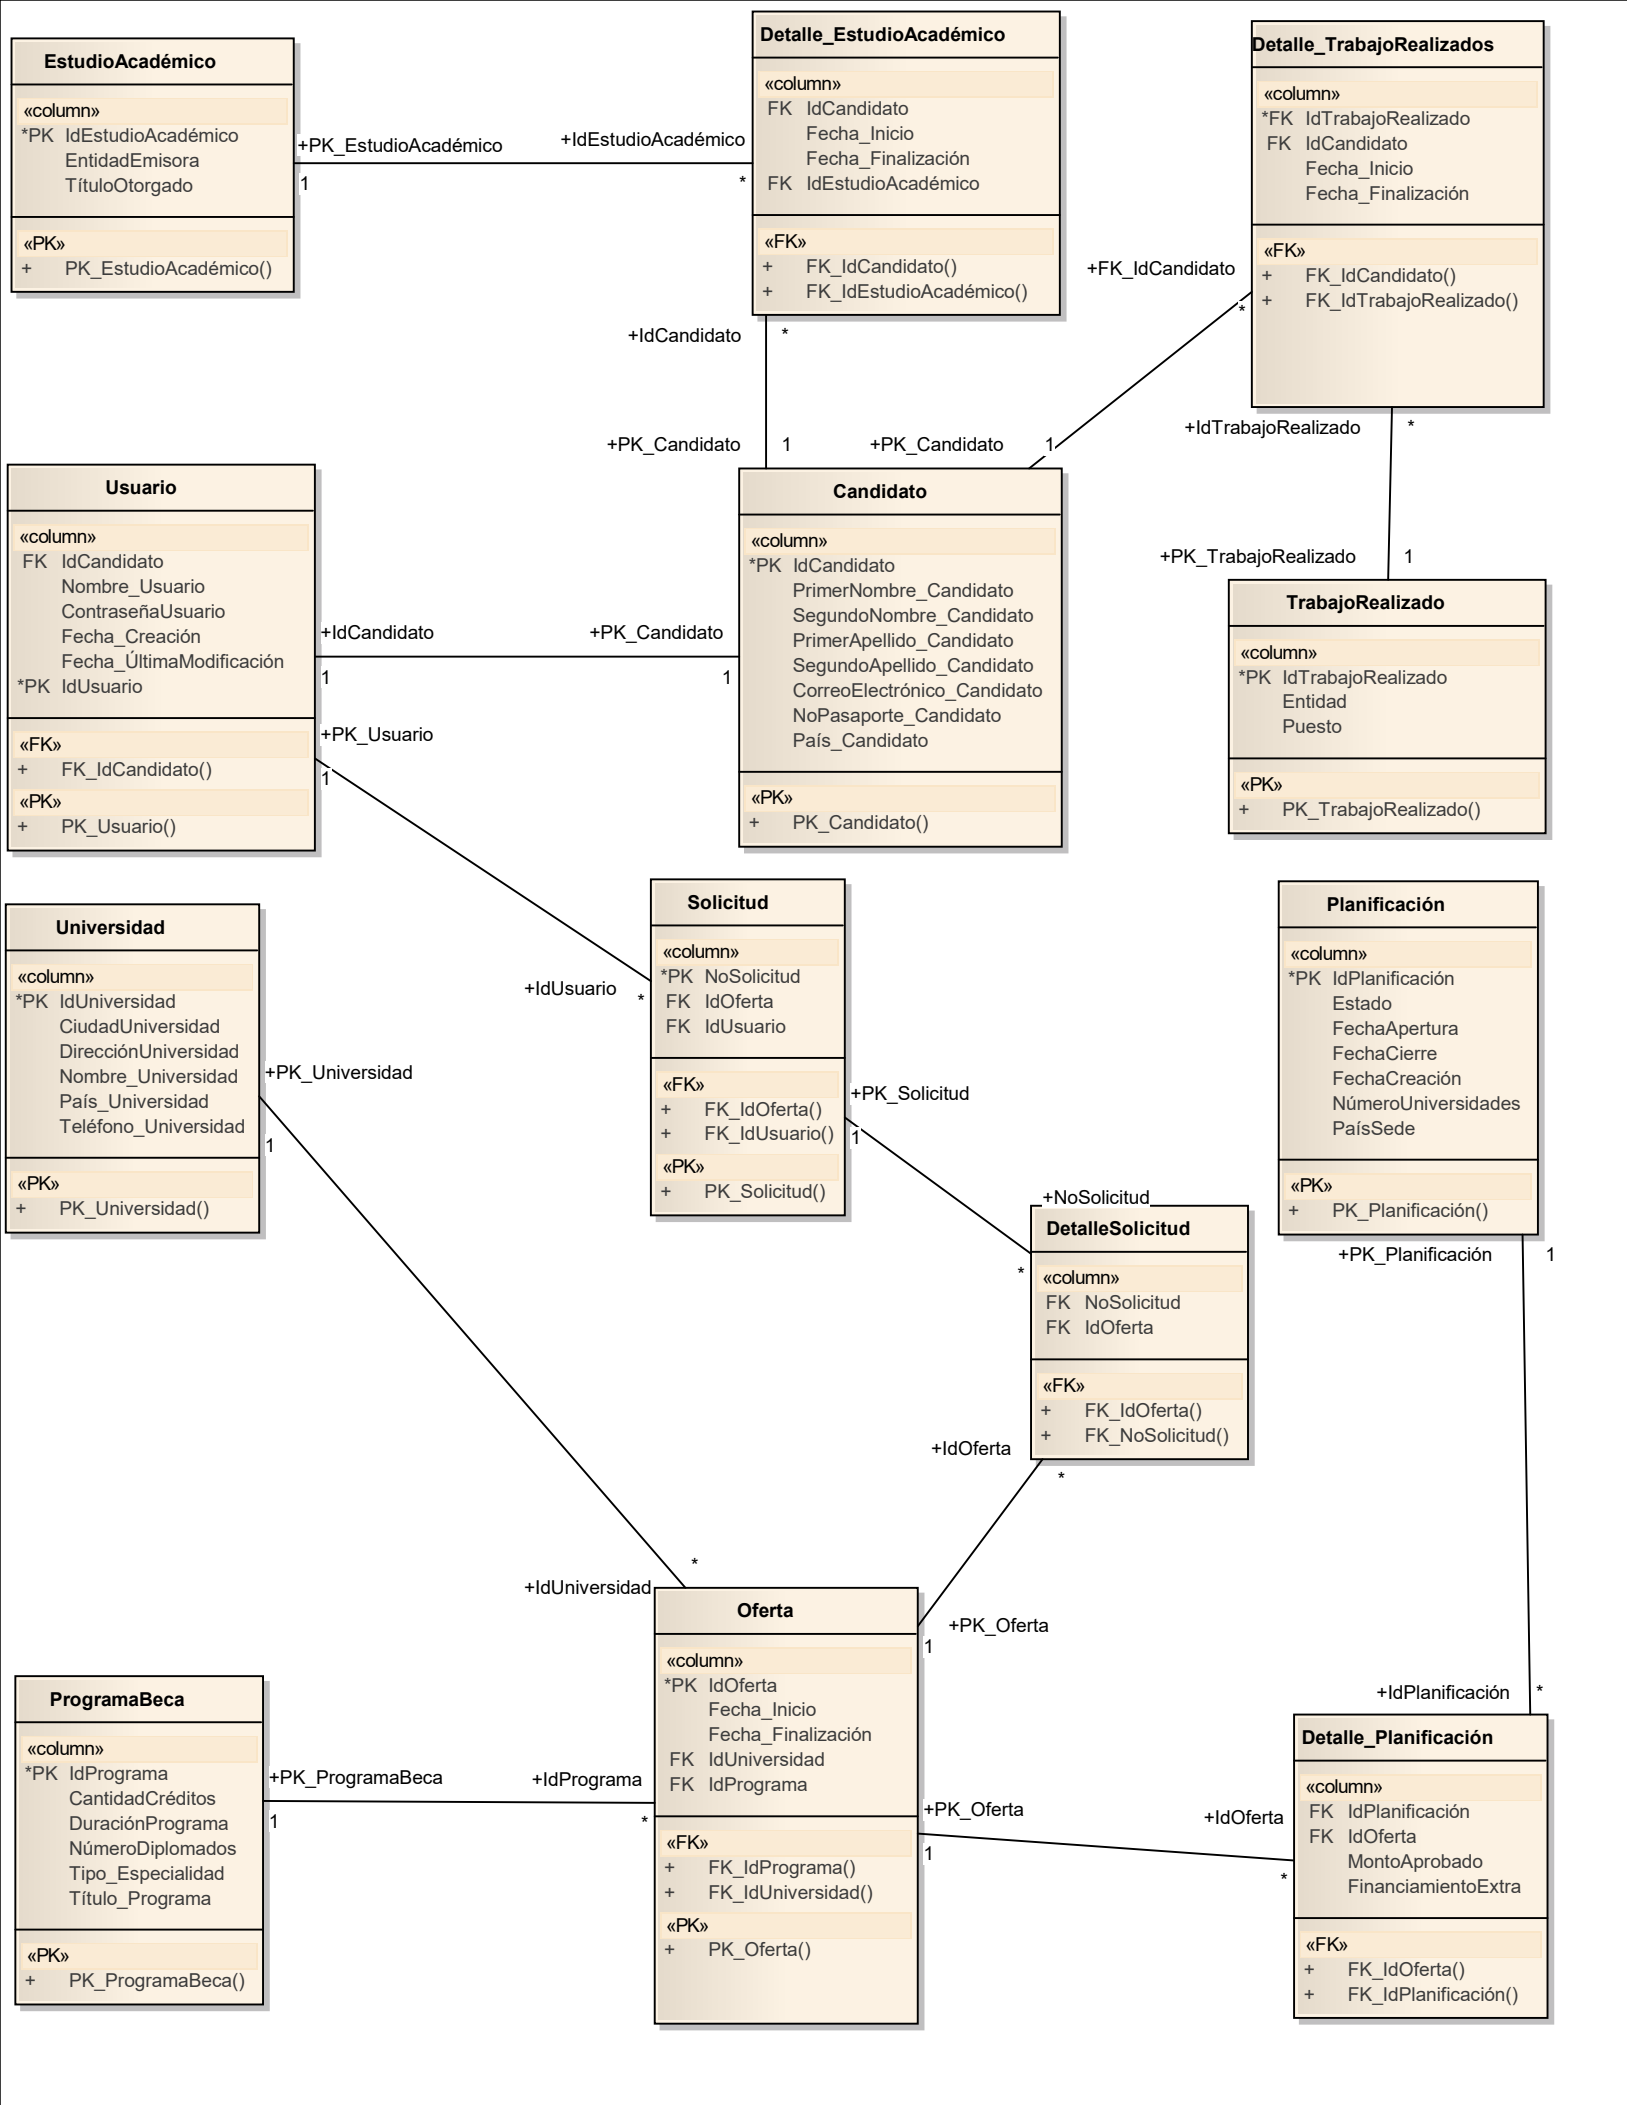 EstudioAcadémico
«column»
*PK IdEstudioAcadémico
EntidadEmisora
TítuloOtorgado
«PK»
+ PK_EstudioAcadémico()
+PK_EstudioAcadémico
1
+IdEstudioAcadémico
*
Detalle_EstudioAcadémico
«column»
FK IdCandidato
Fecha_Inicio
Fecha_Finalización
FK IdEstudioAcadémico
«FK»
+ FK_IdCandidato()
+ FK_IdEstudioAcadémico()
+IdCandidato
*
+PK_Candidato
1
Detalle_TrabajoRealizados
«column»
*FK IdTrabajoRealizado
FK IdCandidato
Fecha_Inicio
Fecha_Finalización
«FK»
+ FK_IdCandidato()
+ FK_IdTrabajoRealizado()
+FK_IdCandidato
*
+PK_Candidato
1
+IdTrabajoRealizado
*
+PK_TrabajoRealizado
1
Usuario
«column»
FK IdCandidato
Nombre_Usuario
ContraseñaUsuario
Fecha_Creación
Fecha_ÚltimaModificación
*PK IdUsuario
«FK»
+ FK_IdCandidato()
«PK»
+ PK_Usuario()
+IdCandidato
1
+PK_Candidato
1
Candidato
«column»
*PK IdCandidato
PrimerNombre_Candidato
SegundoNombre_Candidato
PrimerApellido_Candidato
SegundoApellido_Candidato
CorreoElectrónico_Candidato
NoPasaporte_Candidato
País_Candidato
«PK»
+ PK_Candidato()
TrabajoRealizado
«column»
*PK IdTrabajoRealizado
Entidad
Puesto
«PK»
+ PK_TrabajoRealizado()
+PK_Usuario
1
+IdUsuario
*
Universidad
«column»
*PK IdUniversidad
CiudadUniversidad
DirecciónUniversidad
Nombre_Universidad
País_Universidad
Teléfono_Universidad
«PK»
+ PK_Universidad()
+PK_Universidad
1
Solicitud
«column»
*PK NoSolicitud
FK IdOferta
FK IdUsuario
«FK»
+ FK_IdOferta()
+ FK_IdUsuario()
«PK»
+ PK_Solicitud()
+PK_Solicitud
1
+NoSolicitud
*
Planificación
«column»
*PK IdPlanificación
Estado
FechaApertura
FechaCierre
FechaCreación
NúmeroUniversidades
PaísSede
«PK»
+ PK_Planificación()
+PK_Planificación
1
DetalleSolicitud
«column»
FK NoSolicitud
FK IdOferta
«FK»
+ FK_IdOferta()
+ FK_NoSolicitud()
+IdOferta
*
+PK_Oferta
1
*
+IdUniversidad
Oferta
«column»
*PK IdOferta
Fecha_Inicio
Fecha_Finalización
FK IdUniversidad
FK IdPrograma
«FK»
+ FK_IdPrograma()
+ FK_IdUniversidad()
«PK»
+ PK_Oferta()
ProgramaBeca
«column»
*PK IdPrograma
CantidadCréditos
DuraciónPrograma
NúmeroDiplomados
Tipo_Especialidad
Título_Programa
«PK»
+ PK_ProgramaBeca()
+PK_ProgramaBeca
1
+IdPrograma
*
+PK_Oferta
1
+IdOferta
*
+IdPlanificación
*
Detalle_Planificación
«column»
FK IdPlanificación
FK IdOferta
MontoAprobado
FinanciamientoExtra
«FK»
+ FK_IdOferta()
+ FK_IdPlanificación()